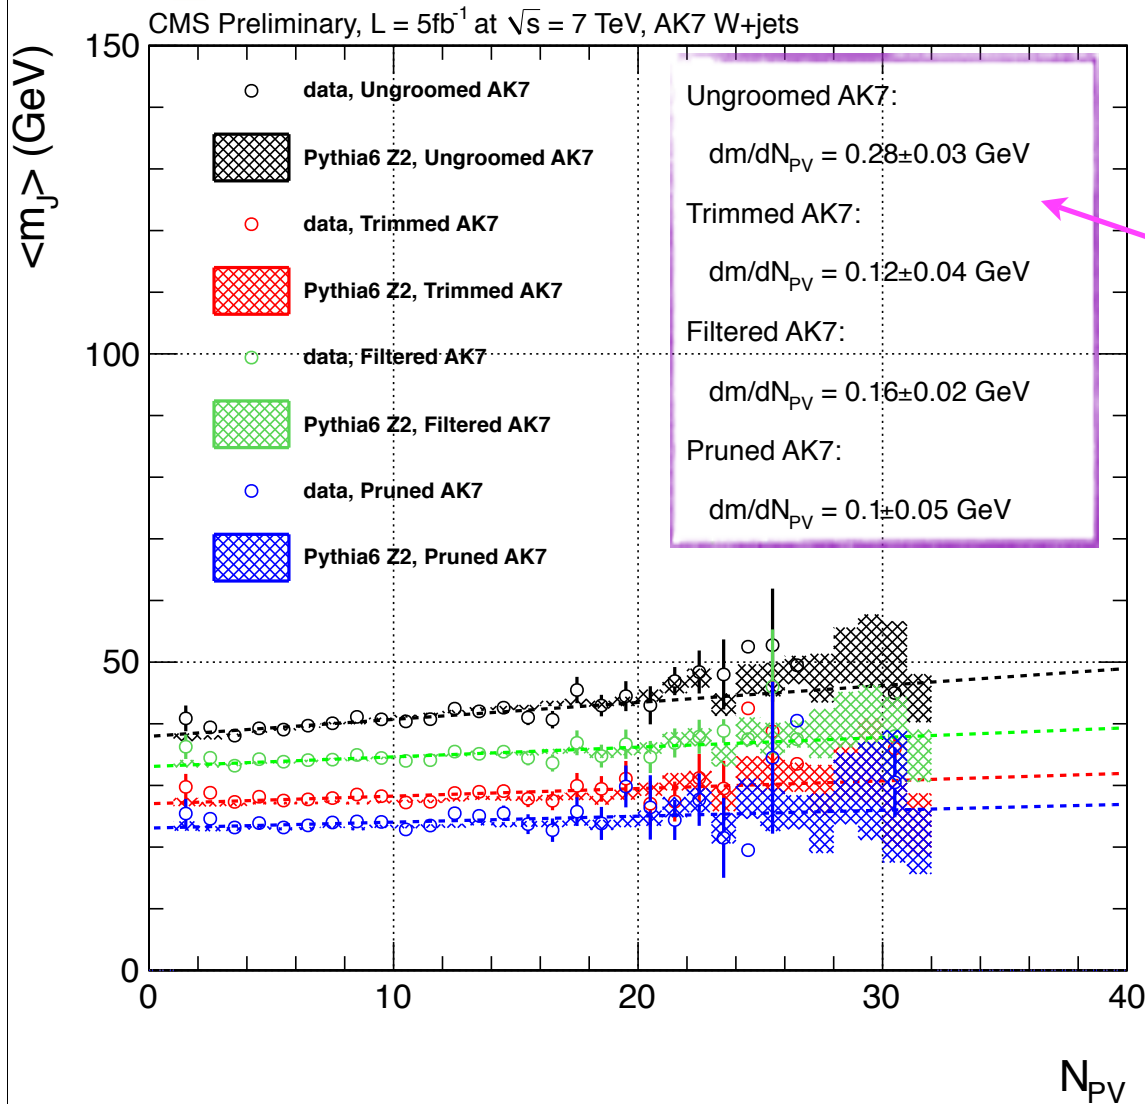 CMS Preliminary, L = 5fb⁻¹ at √s = 7 TeV, AK7 W+jets
<m_J> (GeV)
150
100
50
0
data, Ungroomed AK7
Pythia6 Z2, Ungroomed AK7
data, Trimmed AK7
Pythia6 Z2, Trimmed AK7
data, Filtered AK7
Pythia6 Z2, Filtered AK7
data, Pruned AK7
Pythia6 Z2, Pruned AK7
Ungroomed AK7:
dm/dN_PV = 0.28±0.03 GeV
Trimmed AK7:
dm/dN_PV = 0.12±0.04 GeV
Filtered AK7:
dm/dN_PV = 0.16±0.02 GeV
Pruned AK7:
dm/dN_PV = 0.1±0.05 GeV
0 10 20 30 40
N_PV